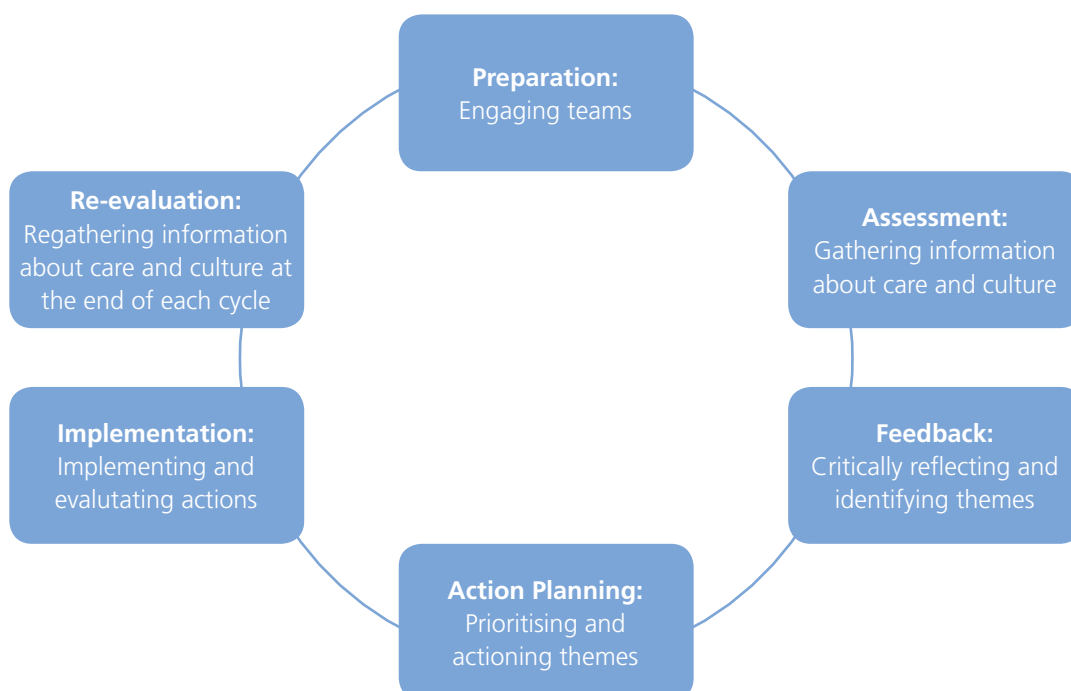 Preparation:
Engaging teams
Assessment:
Gathering information
about care and culture
Feedback:
Critically reflecting and
identifying themes
Action Planning:
Prioritising and
actioning themes
Implementation:
Implementing and
evalutating actions
Re-evaluation:
Regathering information
about care and culture at
the end of each cycle